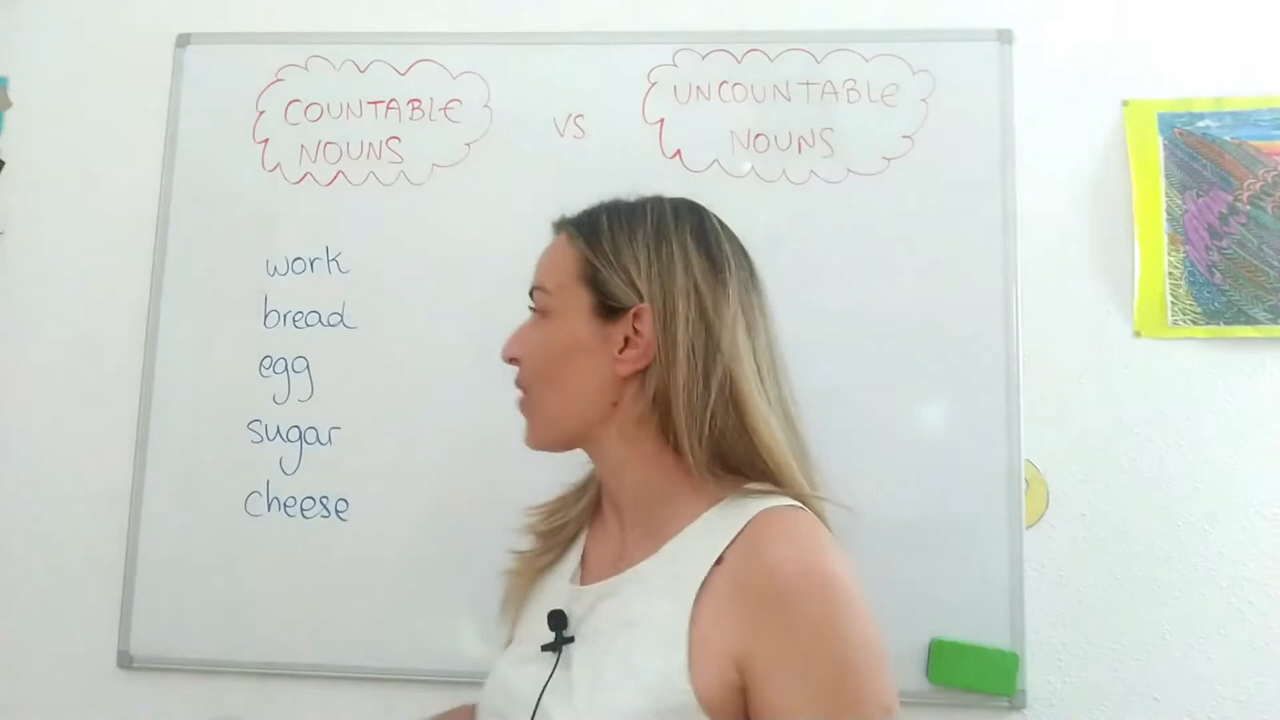 COUNTABLE
NOUNS
VS
UNCOUNTABLE
NOUNS
work
bread
egg
sugar
cheese